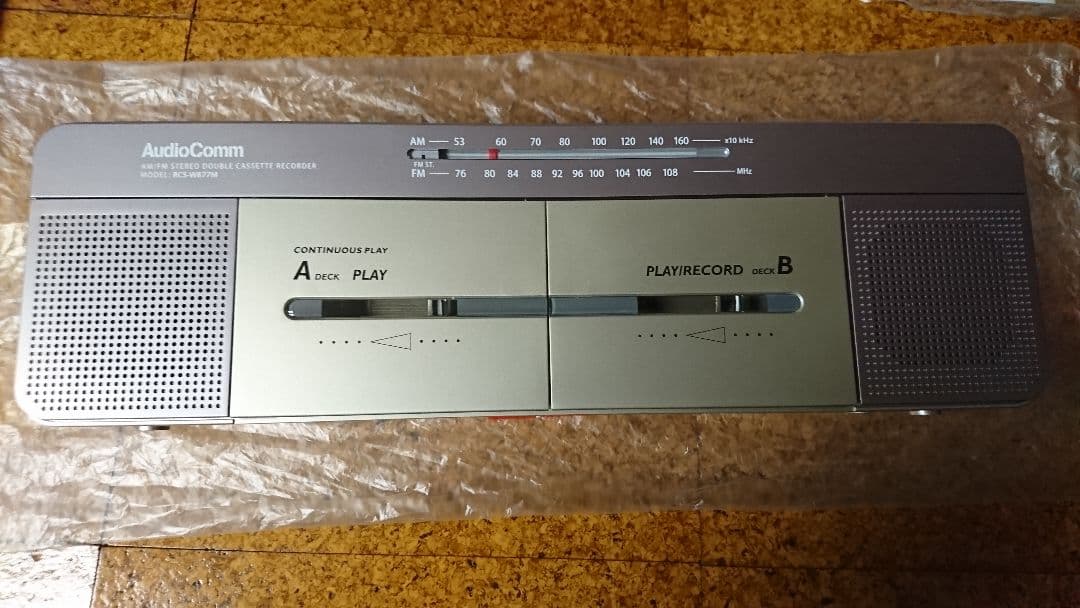 AudioComm
AM/FM STEREO DOUBLE CASSETTE RECORDER
MODEL: RCS-W877M
AM 53 60 70 80 100 120 140 160 x10 kHz
FM ST.
FM 76 80 84 88 92 96 100 104 106 108 MHz
CONTINUOUS PLAY
A DECK PLAY
PLAY/RECORD DECK B